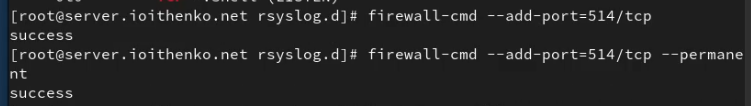 [root@server.ioithenko.net rsyslog.d]# firewall-cmd --add-port=514/tcp
success
[root@server.ioithenko.net rsyslog.d]# firewall-cmd --add-port=514/tcp --permane
nt
success